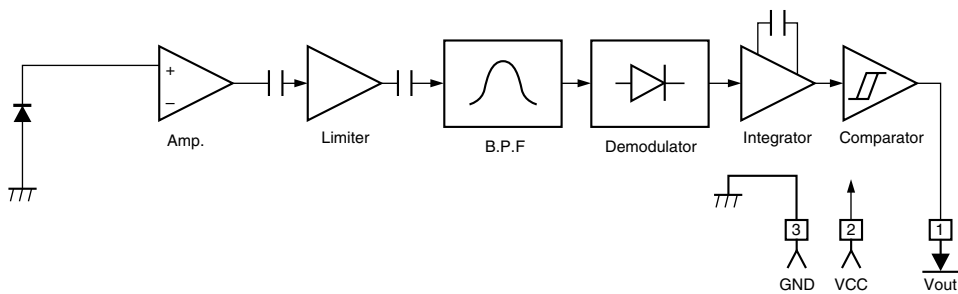 +
–
Amp.
Limiter
B.P.F
Demodulator
Integrator
Comparator
3
2
1
GND
VCC
Vout